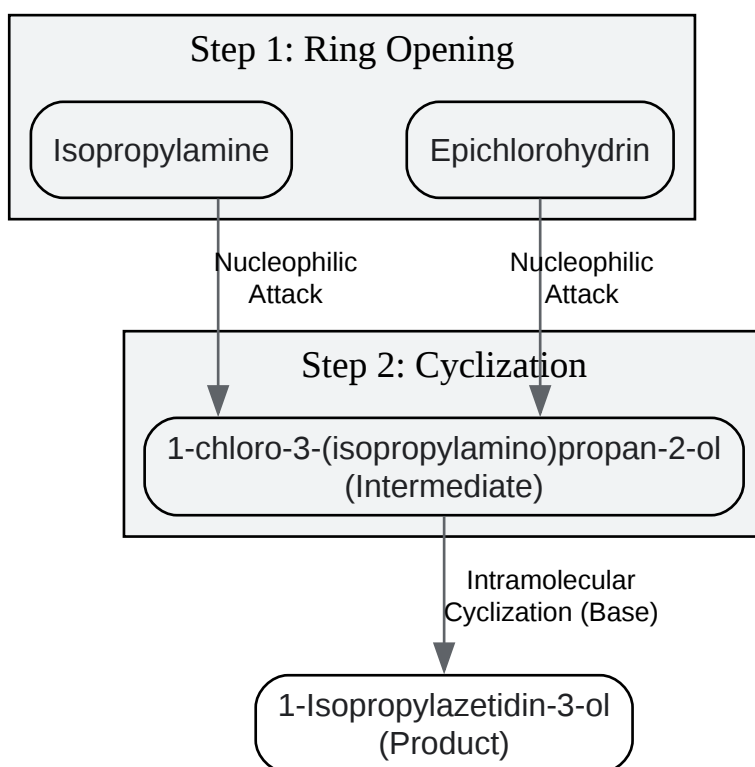 Step 1: Ring Opening
Isopropylamine
Epichlorohydrin
Nucleophilic
Attack
Nucleophilic
Attack
Step 2: Cyclization
1-chloro-3-(isopropylamino)propan-2-ol
(Intermediate)
Intramolecular
Cyclization (Base)
1-Isopropylazetidin-3-ol
(Product)